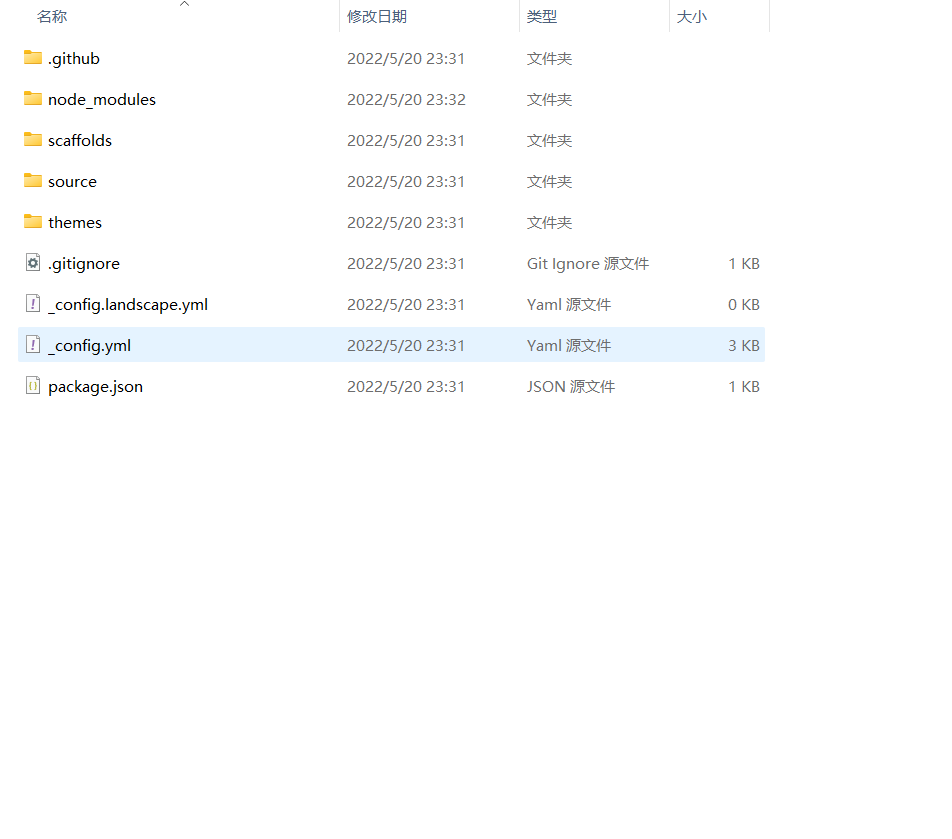 名称 修改日期 类型 大小
.github 2022/5/20 23:31 文件夹
node_modules 2022/5/20 23:32 文件夹
scaffolds 2022/5/20 23:31 文件夹
source 2022/5/20 23:31 文件夹
themes 2022/5/20 23:31 文件夹
.gitignore 2022/5/20 23:31 Git Ignore 源文件 1 KB
_config.landscape.yml 2022/5/20 23:31 Yaml 源文件 0 KB
_config.yml 2022/5/20 23:31 Yaml 源文件 3 KB
package.json 2022/5/20 23:31 JSON 源文件 1 KB